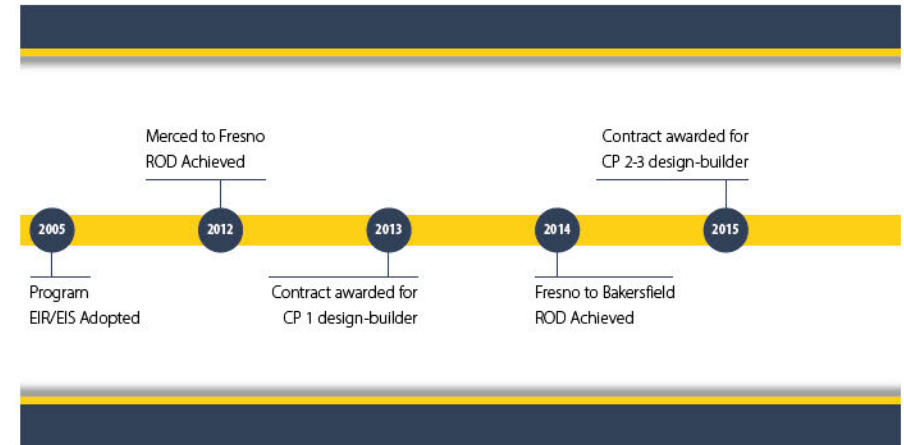 Merced to Fresno
ROD Achieved
Contract awarded for
CP 2-3 design-builder
2005
2012
2013
2014
2015
Program
EIR/EIS Adopted
Contract awarded for
CP 1 design-builder
Fresno to Bakersfield
ROD Achieved